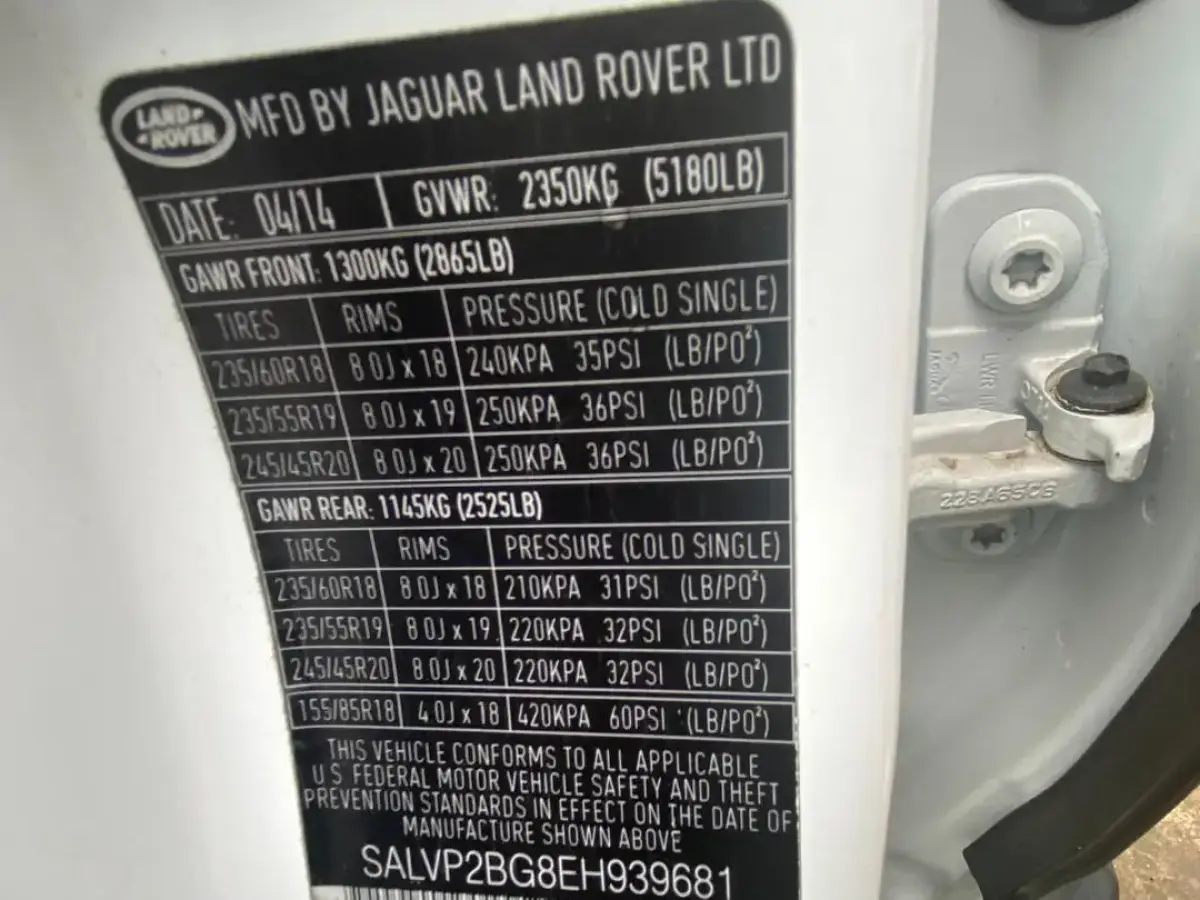 LAND ROVER MFD BY JAGUAR LAND ROVER LTD
DATE: 04/14 GVWR: 2350KG (5180LB)
GAWR FRONT: 1300KG (2865LB)
TIRES RIMS PRESSURE (COLD SINGLE)
235/60R18 8 0J x 18 240KPA 35PSI (LB/PO²)
235/55R19 8 0J x 19 250KPA 36PSI (LB/PO²)
245/45R20 8 0J x 20 250KPA 36PSI (LB/PO²)
GAWR REAR: 1145KG (2525LB)
TIRES RIMS PRESSURE (COLD SINGLE)
235/60R18 8 0J x 18 210KPA 31PSI (LB/PO²)
235/55R19 8 0J x 19 220KPA 32PSI (LB/PO²)
245/45R20 8 0J x 20 220KPA 32PSI (LB/PO²)
155/85R18 4 0J x 18 420KPA 60PSI (LB/PO²)
THIS VEHICLE CONFORMS TO ALL APPLICABLE
U S FEDERAL MOTOR VEHICLE SAFETY AND THEFT
PREVENTION STANDARDS IN EFFECT ON THE DATE OF
MANUFACTURE SHOWN ABOVE
SALVP2BG8EH939681
LWR
228A65C6